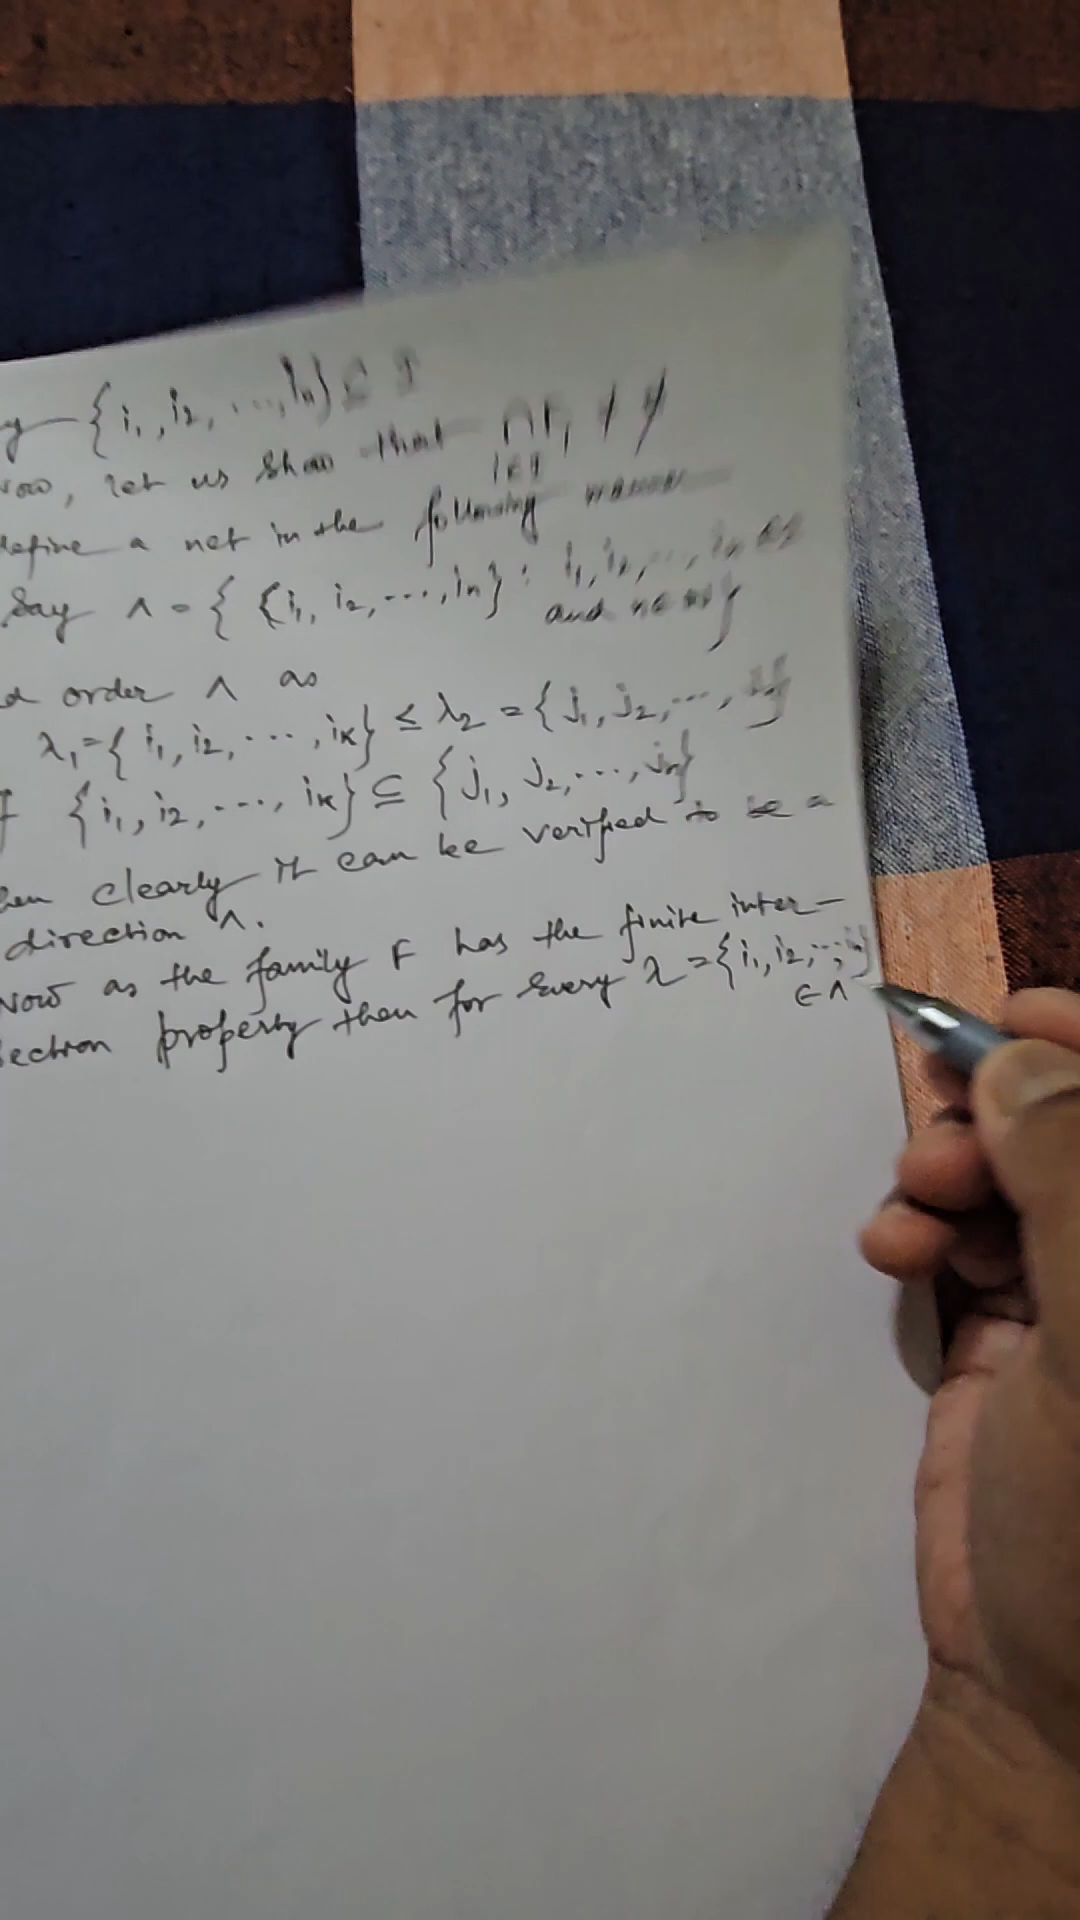 {i₁, i₂, ..., iₙ} ⊆ I
let us show that ∩Fᵢ ≠ φ
i∈I
define a net in the following manner
Say Λ = { {i₁, i₂, ..., iₙ} : i₁, i₂, ..., iₙ ∈ I
and n ∈ ℕ}
order Λ as
λ₁ = {i₁, i₂, ..., iₖ} ≤ λ₂ = {j₁, j₂, ..., jₙ}
{i₁, i₂, ..., iₖ} ⊆ {j₁, j₂, ..., jₙ}
clearly it can be verified to be a
direction Λ.
Now as the family F has the finite inter-
section property then for every λ = {i₁, i₂, ..., iₙ}
∈ Λ